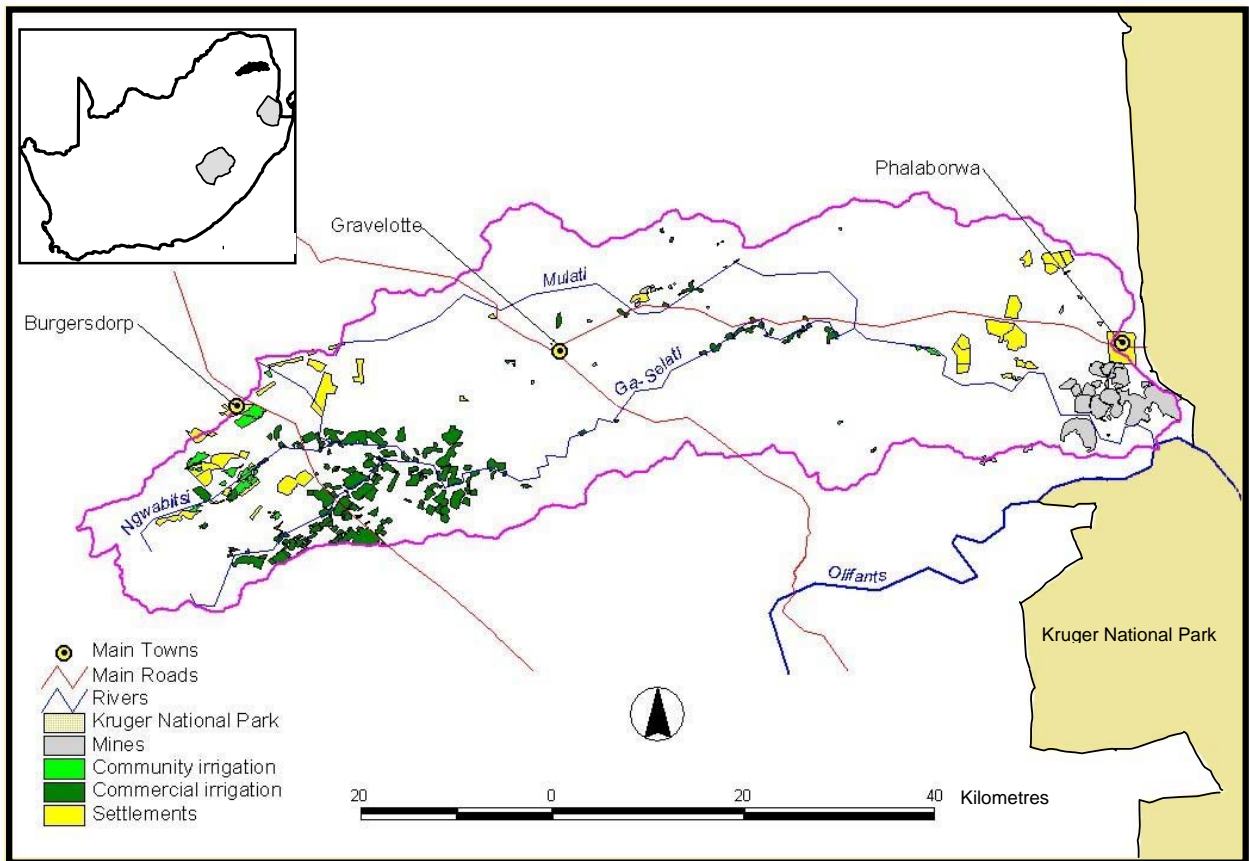 Phalaborwa
Gravelotte
Mulati
Burgersdorp
Ga-Selati
Ngwabitsi
Olifants
Kruger National Park
Main Towns
Main Roads
Rivers
Kruger National Park
Mines
Community irrigation
Commercial irrigation
Settlements
20 0 20 40 Kilometres